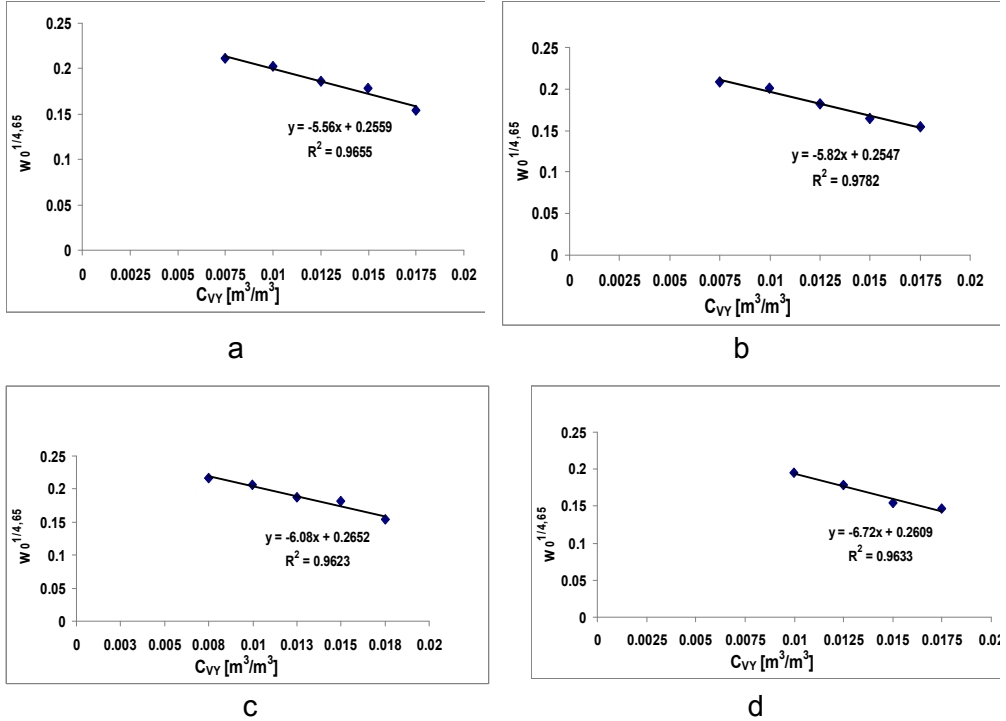 0.25
0.2
0.15
0.1
0.05
0
W0^1/4,65
y = -5.56x + 0.2559
R^2 = 0.9655
0 0.0025 0.005 0.0075 0.01 0.0125 0.015 0.0175 0.02
CVY [m^3/m^3]
a
0.25
0.2
0.15
0.1
0.05
0
W0^1/4,65
y = -5.82x + 0.2547
R^2 = 0.9782
0 0.0025 0.005 0.0075 0.01 0.0125 0.015 0.0175 0.02
CVY [m^3/m^3]
b
0.25
0.2
0.15
0.1
0.05
0
W0^1/4,65
y = -6.08x + 0.2652
R^2 = 0.9623
0 0.003 0.005 0.008 0.01 0.013 0.015 0.018 0.02
CVY [m^3/m^3]
c
0.25
0.2
0.15
0.1
0.05
0
W0^1/4,65
y = -6.72x + 0.2609
R^2 = 0.9633
0 0.0025 0.005 0.0075 0.01 0.0125 0.015 0.0175 0.02
CVY [m^3/m^3]
d